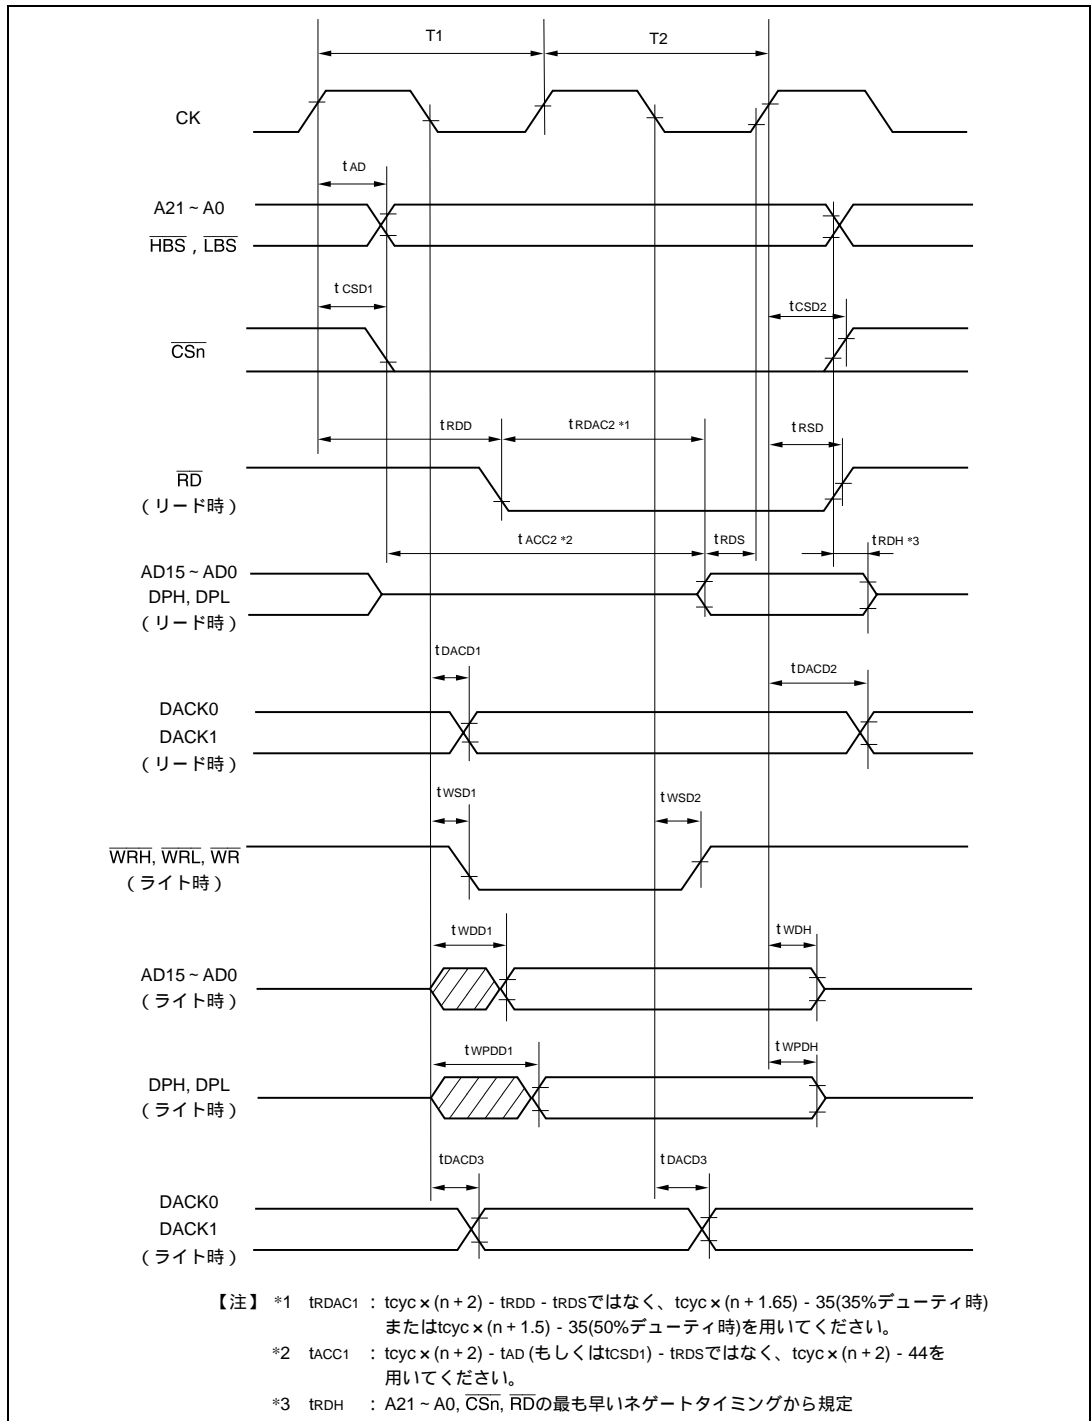 T1
T2
CK
tAD
A21 ~ A0
HBS , LBS
tCSD1
tCSD2
CSn
tRDD
tRDAC2 *1
tRSD
RD
(リード時)
tACC2 *2
tRDS
tRDH *3
AD15 ~ AD0
DPH, DPL
(リード時)
tDACD1
tDACD2
DACK0
DACK1
(リード時)
tWSD1
tWSD2
WRH, WRL, WR
(ライト時)
tWDD1
tWDH
AD15 ~ AD0
(ライト時)
tWPDD1
tWPDH
DPH, DPL
(ライト時)
tDACD3
tDACD3
DACK0
DACK1
(ライト時)
【注】 *1 tRDAC1 : tcyc × (n + 2) - tRDD - tRDSではなく、tcyc × (n + 1.65) - 35(35%デューティ時)
またはtcyc × (n + 1.5) - 35(50%デューティ時)を用いてください。
*2 tACC1 : tcyc × (n + 2) - tAD (もしくはtCSD1) - tRDSではなく、tcyc × (n + 2) - 44を
用いてください。
*3 tRDH : A21 ~ A0, CSn, RDの最も早いネゲートタイミングから規定